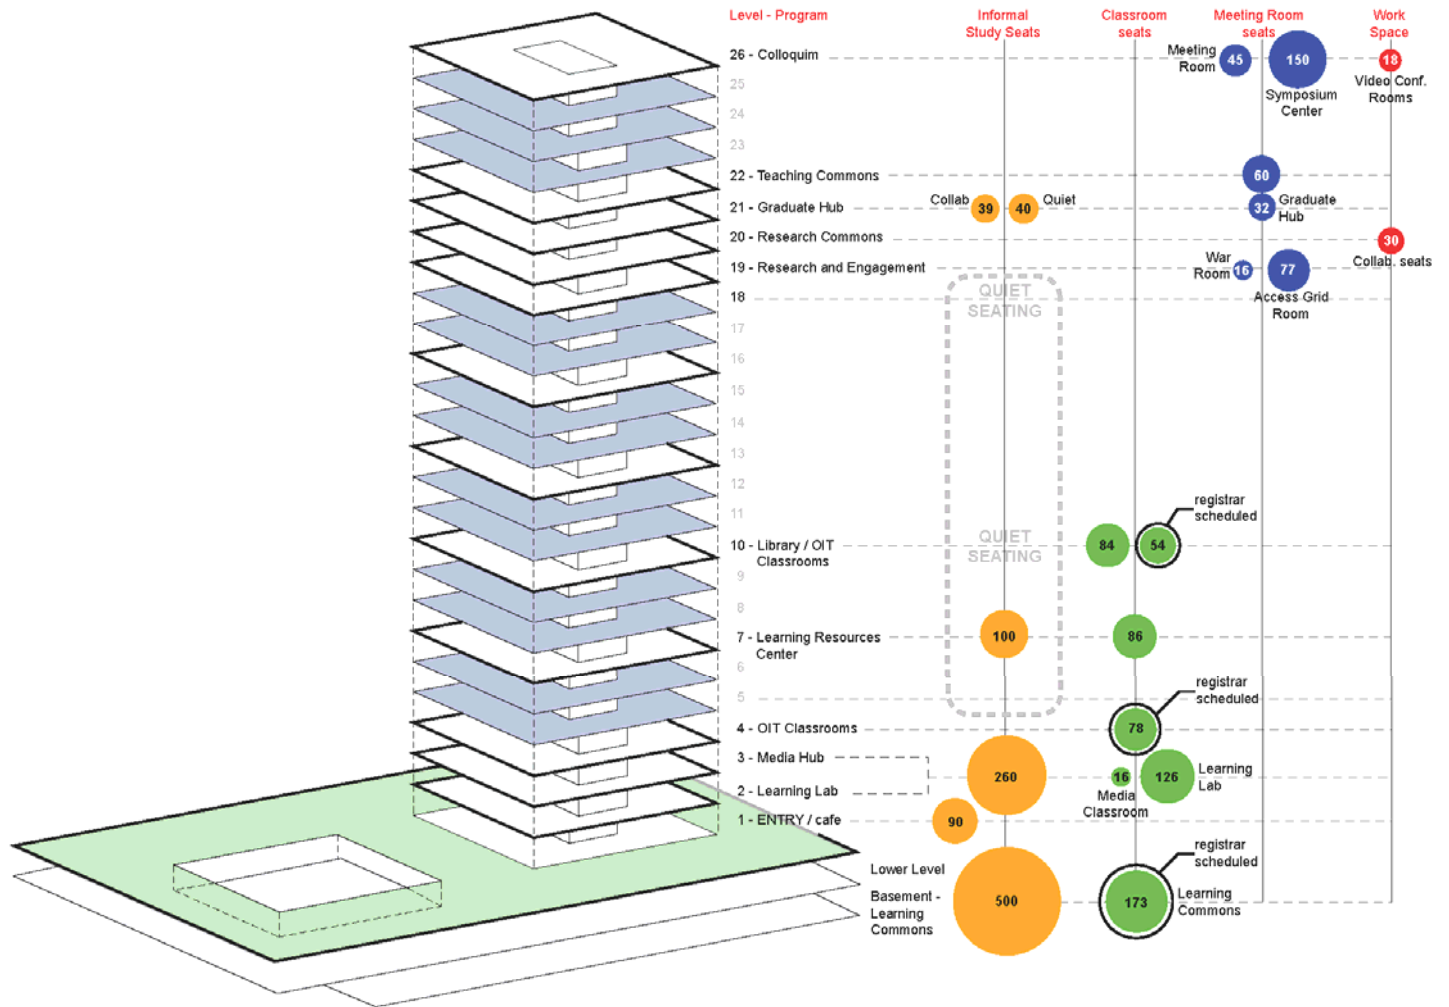 Level - Program
Informal
Study Seats
Classroom
seats
Meeting Room
seats
Work
Space
26 - Colloquim
Meeting
Room
45
150
18
Symposium
Center
Video Conf.
Rooms
25
24
23
22 - Teaching Commons
60
21 - Graduate Hub
Collab
39
40
Quiet
32
Graduate
Hub
20 - Research Commons
30
Collab. seats
19 - Research and Engagement
War
Room
16
77
Access Grid
Room
QUIET
SEATING
18
17
16
15
14
13
12
11
registrar
scheduled
10 - Library / OIT
Classrooms
QUIET
SEATING
84
54
9
8
7 - Learning Resources
Center
100
86
6
5
registrar
scheduled
4 - OIT Classrooms
78
3 - Media Hub
2 - Learning Lab
260
16
Media
Classroom
126
Learning
Lab
1 - ENTRY / cafe
90
registrar
scheduled
Lower Level
Basement -
Learning
Commons
500
173
Learning
Commons